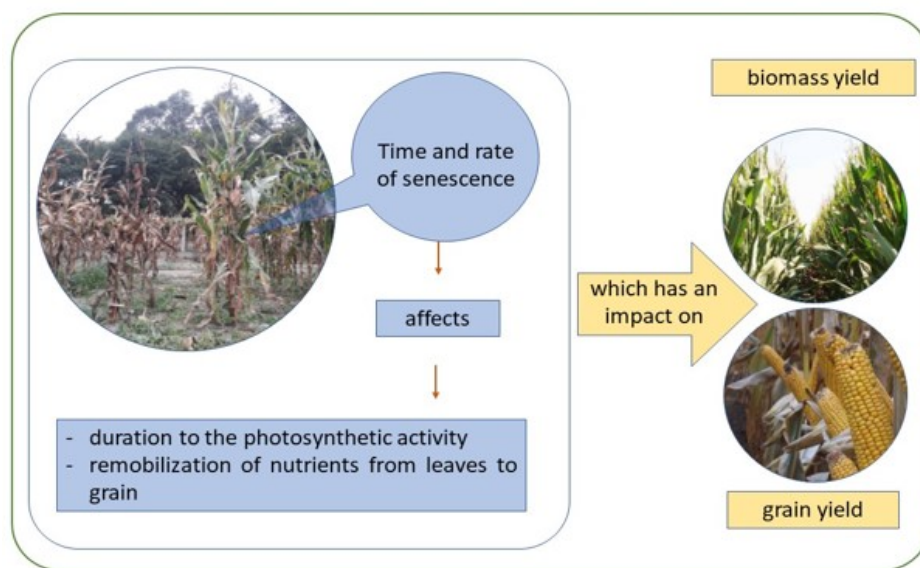 Time and rate
of senescence
affects
- duration to the photosynthetic activity
- remobilization of nutrients from leaves to
grain
which has an
impact on
biomass yield
grain yield